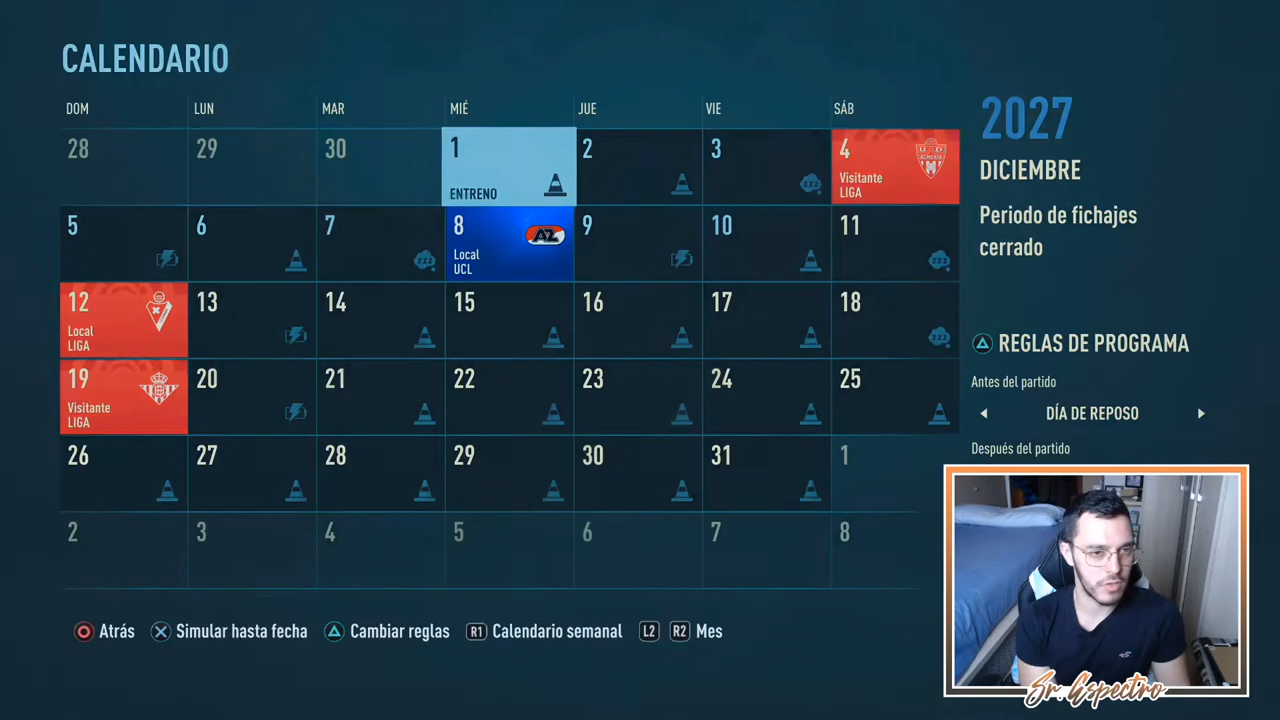 CALENDARIO
DOM LUN MAR MIÉ JUE VIE SÁB
28 29 30 1 2 3 4
ENTRENO
Visitante
LIGA
UD
ALMERÍA
5 6 7 8 9 10 11
AZ
Local
UCL
12 13 14 15 16 17 18
Local
LIGA
19 20 21 22 23 24 25
Visitante
LIGA
26 27 28 29 30 31 1
2 3 4 5 6 7 8
2027
DICIEMBRE
Periodo de fichajes
cerrado
REGLAS DE PROGRAMA
Antes del partido
DÍA DE REPOSO
Después del partido
Atrás Simular hasta fecha Cambiar reglas R1 Calendario semanal L2 R2 Mes
Sr. Aspectro